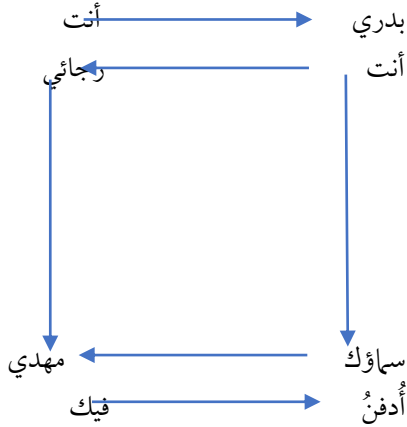 بدري أنت
أنت رجائي
سماؤك مهدي
أُدفنُ فيك